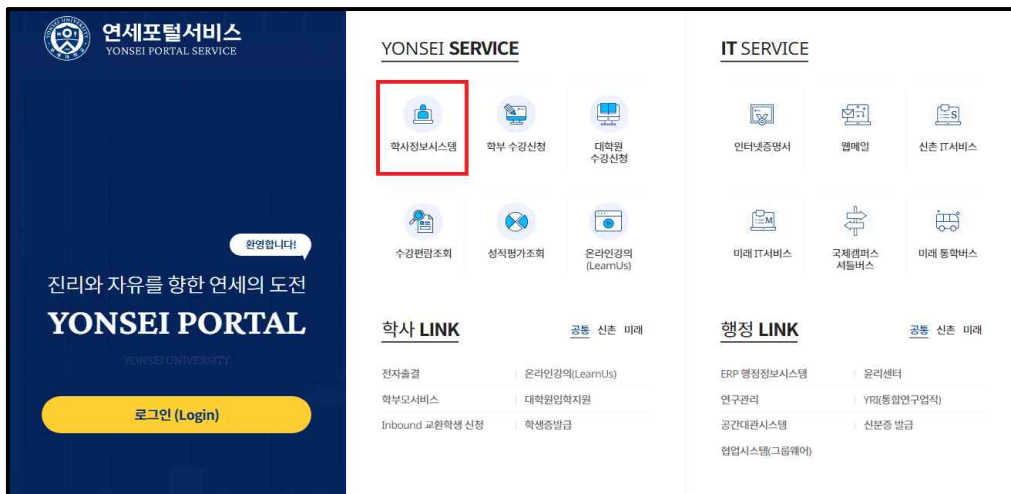 연세포털서비스
YONSEI PORTAL SERVICE
환영합니다!
진리와 자유를 향한 연세의 도전
YONSEI PORTAL
YONSEI UNIVERSITY
로그인 (Login)
YONSEI SERVICE
학사정보시스템
학부 수강신청
대학원
수강신청
수강편람조회
성적평가조회
온라인강의
(LearnUs)
학사 LINK
공통 신촌 미래
전자출결
온라인강의(LearnUs)
학부모서비스
대학원입학지원
Inbound 교환학생 신청
학생증발급
IT SERVICE
인터넷증명서
웹메일
신촌 IT서비스
미래 IT서비스
국제캠퍼스
셔틀버스
미래 통학버스
행정 LINK
공통 신촌 미래
ERP 행정정보시스템
윤리센터
연구관리
YRI(통합연구업적)
공간대관시스템
신분증 발급
협업시스템(그룹웨어)